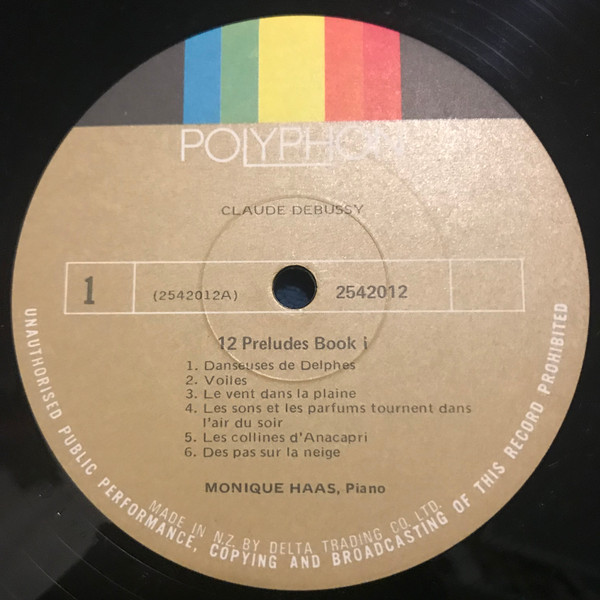 POLYPHON
CLAUDE DEBUSSY
1 (2542012A) 2542012
12 Preludes Book i
1. Danseuses de Delphes
2. Voiles
3. Le vent dans la plaine
4. Les sons et les parfums tournent dans
l'air du soir
5. Les collines d'Anacapri
6. Des pas sur la neige
MONIQUE HAAS, Piano
MADE IN N.Z. BY DELTA TRADING CO. LTD.
UNAUTHORISED PUBLIC PERFORMANCE, COPYING AND BROADCASTING OF THIS RECORD PROHIBITED